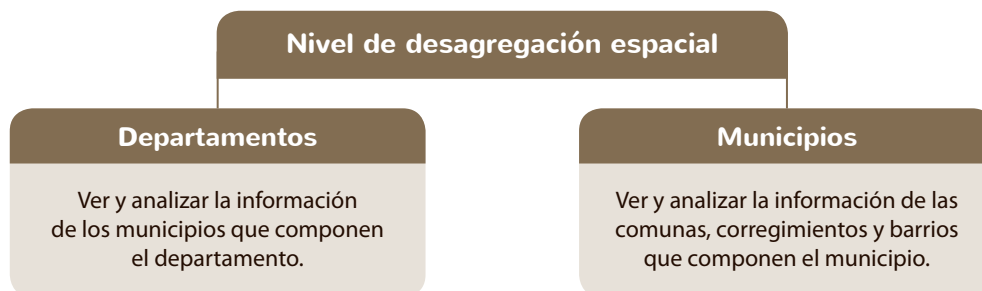 Nivel de desagregación espacial
Departamentos
Ver y analizar la información
de los municipios que componen
el departamento.
Municipios
Ver y analizar la información de las
comunas, corregimientos y barrios
que componen el municipio.